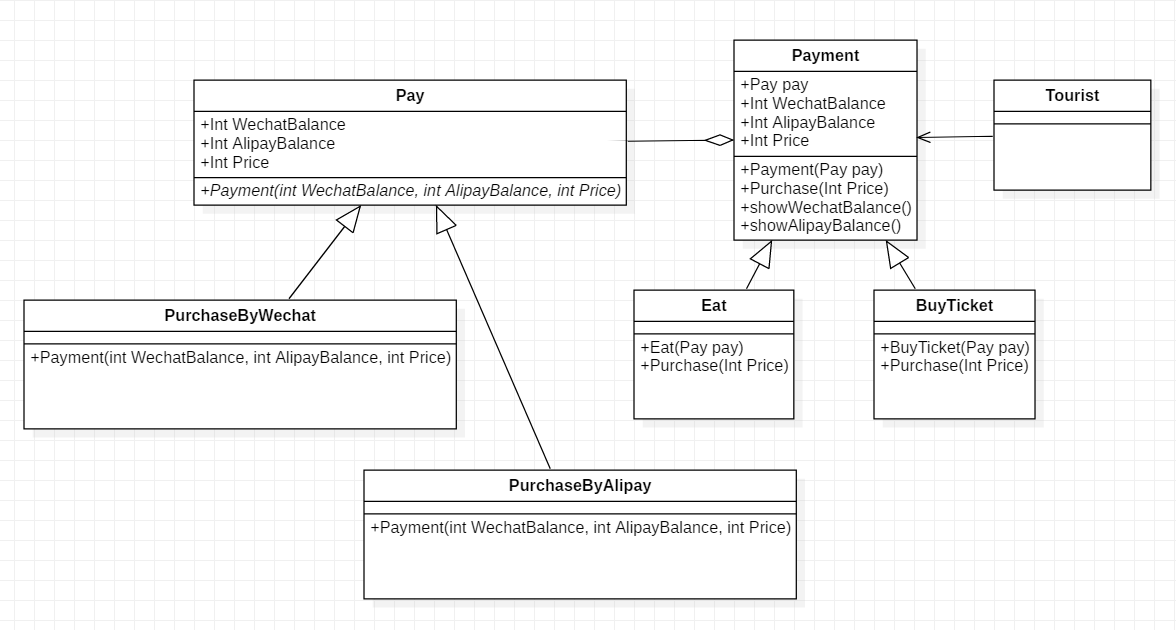 Pay
+Int WechatBalance
+Int AlipayBalance
+Int Price
+Payment(int WechatBalance, int AlipayBalance, int Price)
Payment
+Pay pay
+Int WechatBalance
+Int AlipayBalance
+Int Price
+Payment(Pay pay)
+Purchase(Int Price)
+showWechatBalance()
+showAlipayBalance()
Tourist
PurchaseByWechat
+Payment(int WechatBalance, int AlipayBalance, int Price)
Eat
+Eat(Pay pay)
+Purchase(Int Price)
BuyTicket
+BuyTicket(Pay pay)
+Purchase(Int Price)
PurchaseByAlipay
+Payment(int WechatBalance, int AlipayBalance, int Price)